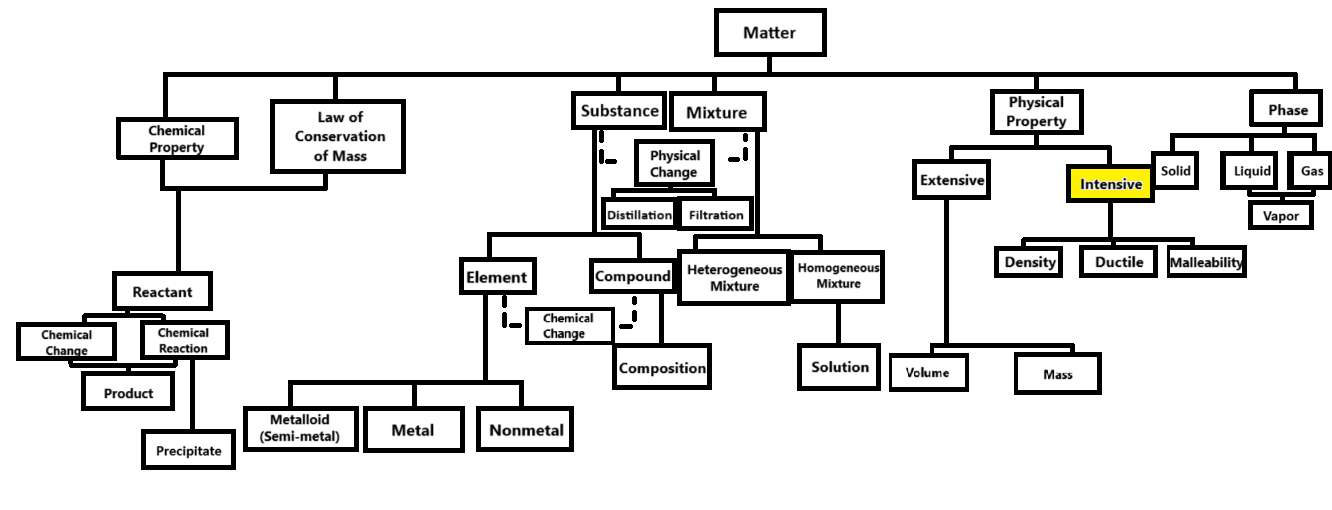 Matter
Substance
Mixture
Physical
Property
Phase
Law of
Conservation
of Mass
Chemical
Property
Physical
Change
Solid
Liquid
Gas
Extensive
Intensive
Distillation
Filtration
Vapor
Density
Ductile
Malleability
Element
Compound
Heterogeneous
Mixture
Homogeneous
Mixture
Reactant
Chemical
Change
Chemical
Change
Chemical
Reaction
Composition
Solution
Volume
Mass
Product
Metalloid
(Semi-metal)
Metal
Nonmetal
Precipitate